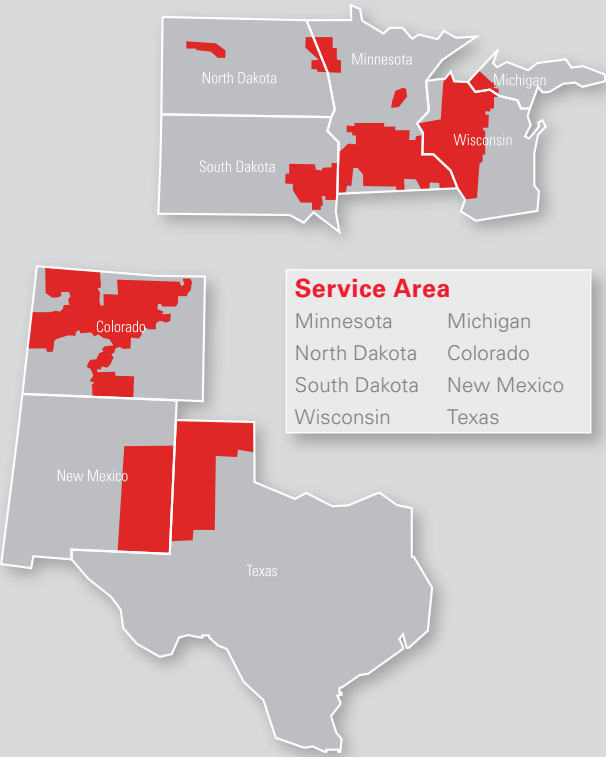 North Dakota
Minnesota
Michigan
South Dakota
Wisconsin
Colorado
New Mexico
Texas
Service Area
Minnesota Michigan
North Dakota Colorado
South Dakota New Mexico
Wisconsin Texas